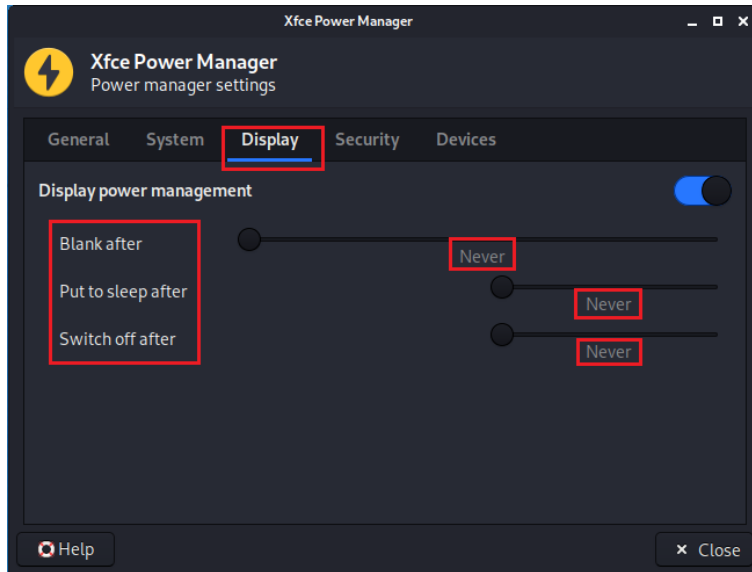 Xfce Power Manager
Xfce Power Manager
Power manager settings
General System Display Security Devices
Display power management
Blank after
Never
Put to sleep after
Never
Switch off after
Never
Help
Close